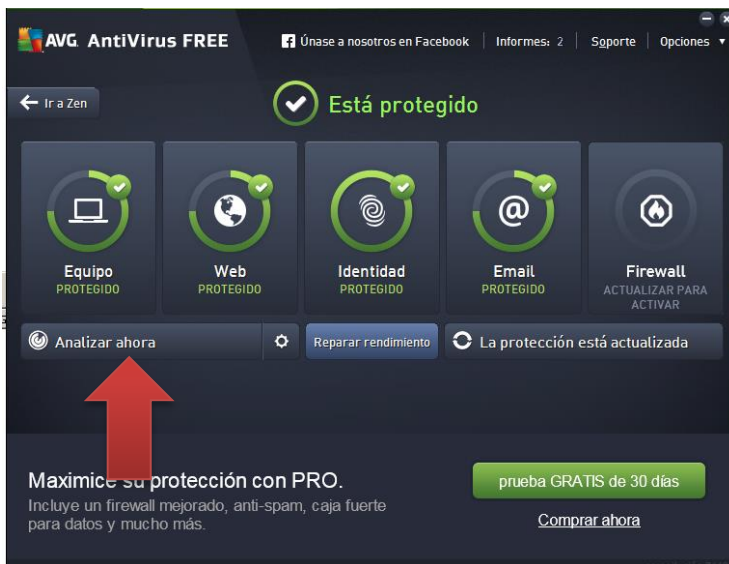 AVG AntiVirus FREE
Únase a nosotros en Facebook
Informes: 2
Soporte
Opciones
Ir a Zen
Está protegido
Equipo
PROTEGIDO
Web
PROTEGIDO
Identidad
PROTEGIDO
Email
PROTEGIDO
Firewall
ACTUALIZAR PARA
ACTIVAR
Analizar ahora
Reparar rendimiento
La protección está actualizada
Maximice su protección con PRO.
Incluye un firewall mejorado, anti-spam, caja fuerte
para datos y mucho más.
prueba GRATIS de 30 días
Comprar ahora